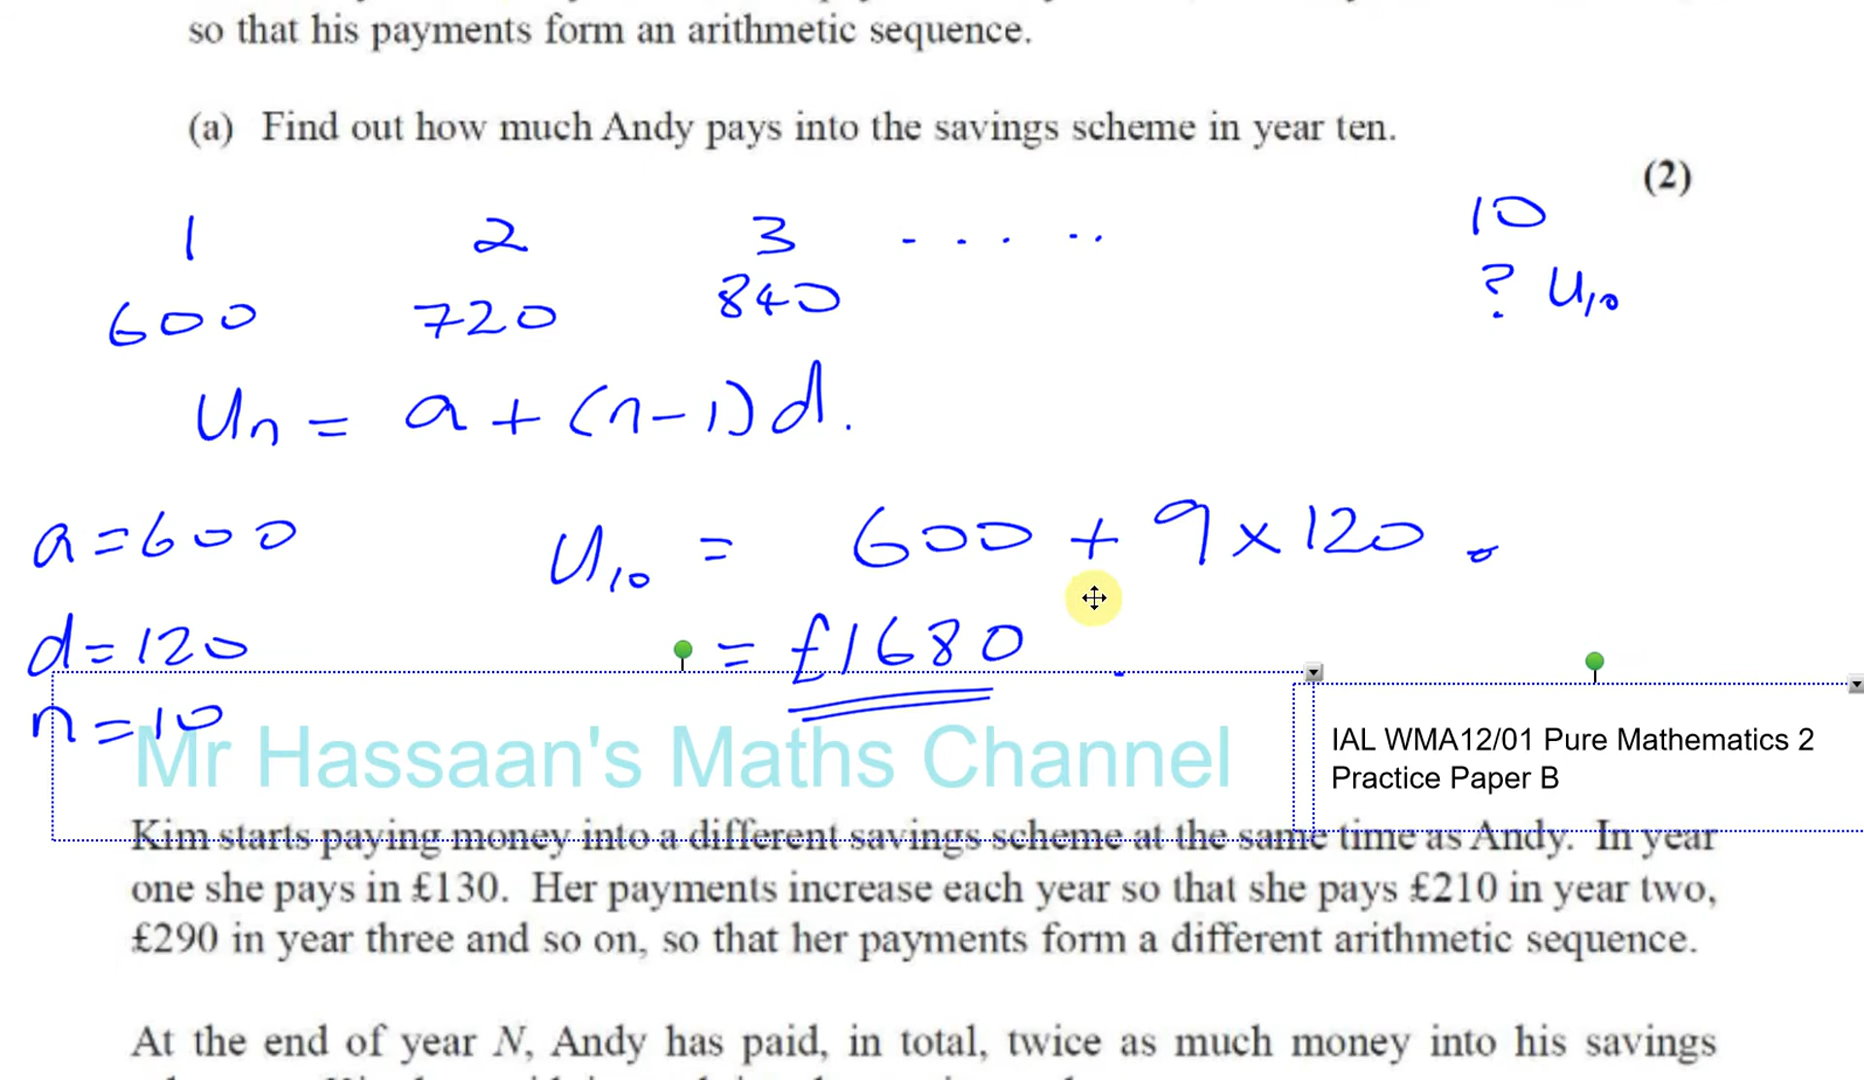 so that his payments form an arithmetic sequence.
(a) Find out how much Andy pays into the savings scheme in year ten.
(2)
1 2 3 ------- 10
600 720 840 ? U10
Un = a + (n-1)d.
a=600 U10 = 600 + 9 x 120.
d=120 = £1680
n=10
Mr Hassaan's Maths Channel
IAL WMA12/01 Pure Mathematics 2
Practice Paper B
Kim starts paying money into a different savings scheme at the same time as Andy. In year
one she pays in £130. Her payments increase each year so that she pays £210 in year two,
£290 in year three and so on, so that her payments form a different arithmetic sequence.
At the end of year N, Andy has paid, in total, twice as much money into his savings